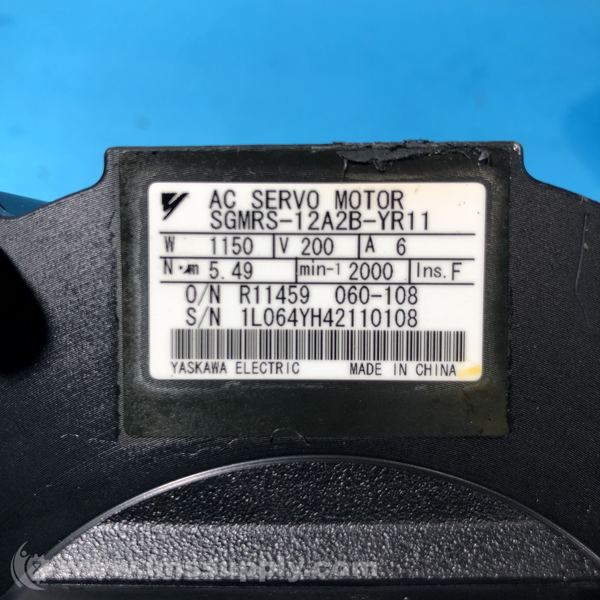 AC SERVO MOTOR
SGMRS-12A2B-YR11
W 1150 V 200 A 6
N·m 5.49 min-1 2000 Ins. F
O/N R11459 060-108
S/N 1L064YH42110108
YASKAWA ELECTRIC MADE IN CHINA